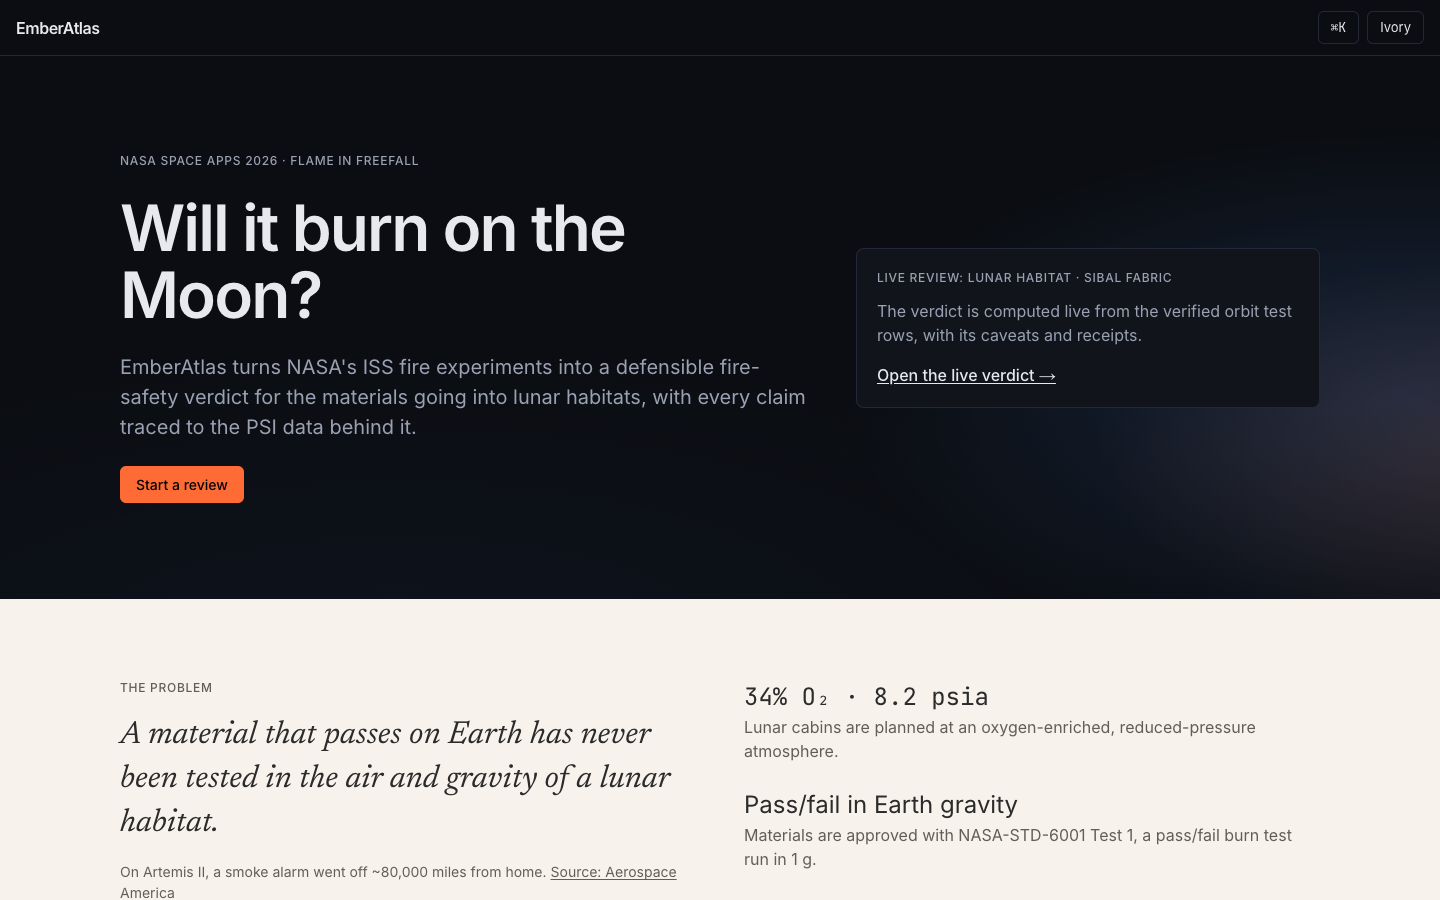 EmberAtlas
⌘K
Ivory
NASA SPACE APPS 2026 · FLAME IN FREEFALL
Will it burn on the
Moon?
EmberAtlas turns NASA's ISS fire experiments into a defensible fire-
safety verdict for the materials going into lunar habitats, with every claim
traced to the PSI data behind it.
Start a review
LIVE REVIEW: LUNAR HABITAT · SIBAL FABRIC
The verdict is computed live from the verified orbit test
rows, with its caveats and receipts.
Open the live verdict →
THE PROBLEM
A material that passes on Earth has never
been tested in the air and gravity of a lunar
habitat.
On Artemis II, a smoke alarm went off ~80,000 miles from home. Source: Aerospace
America
34% O₂ · 8.2 psia
Lunar cabins are planned at an oxygen-enriched, reduced-pressure
atmosphere.
Pass/fail in Earth gravity
Materials are approved with NASA-STD-6001 Test 1, a pass/fail burn test
run in 1 g.